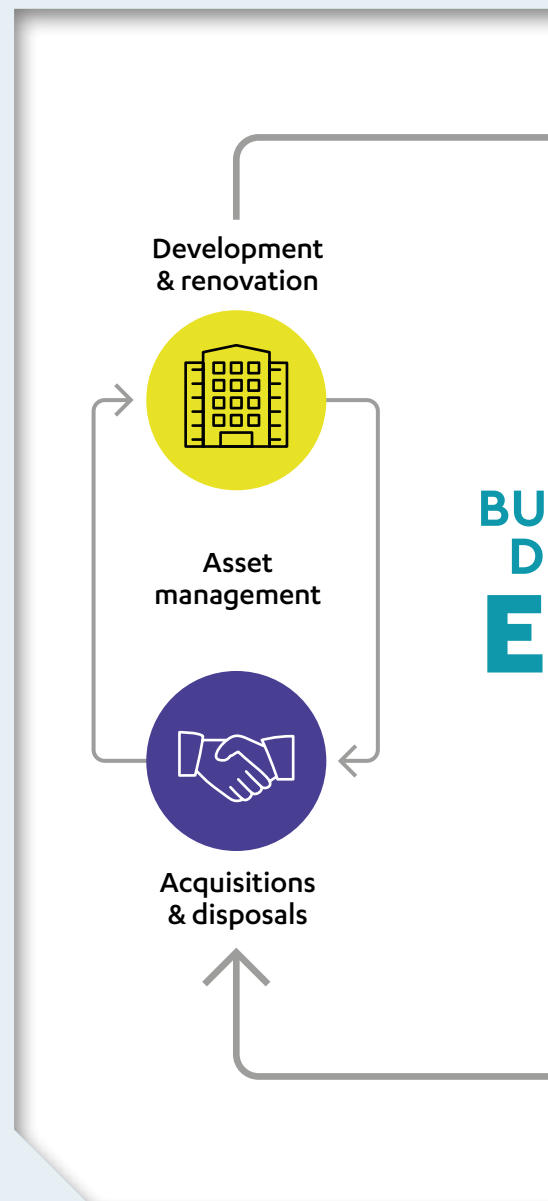 Development
& renovation
Asset
management
BU
D
E
Acquisitions
& disposals